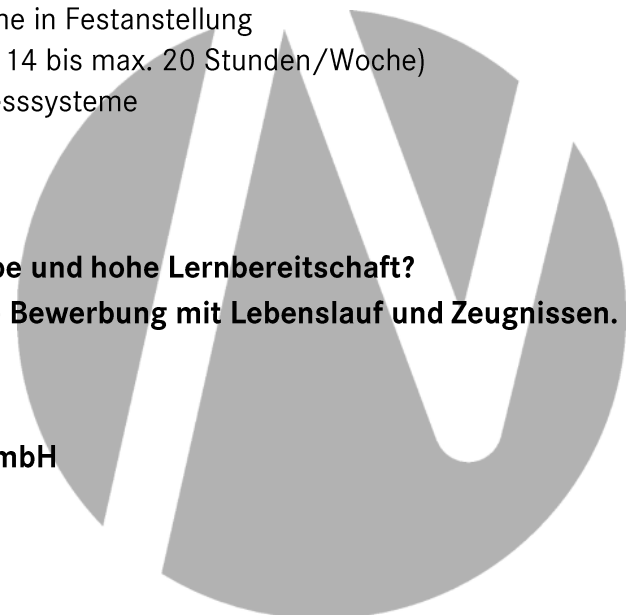 ne in Festanstellung
14 bis max. 20 Stunden/Woche)
esssysteme
be und hohe Lernbereitschaft?
Bewerbung mit Lebenslauf und Zeugnissen.
mbH